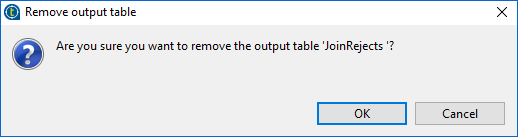 Remove output table
Are you sure you want to remove the output table 'JoinRejects '?
OK
Cancel